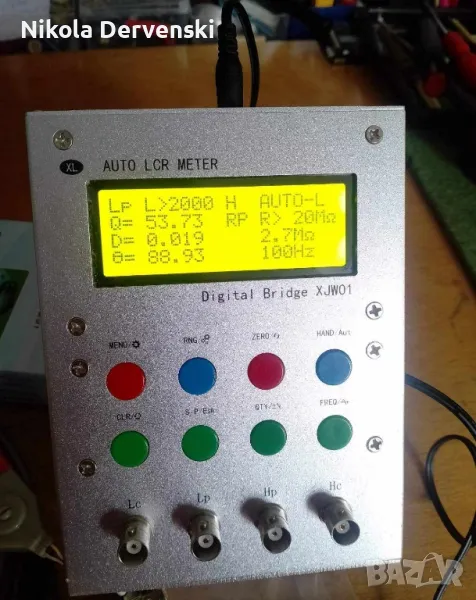 Nikola Dervenski
XL AUTO LCR METER
Lp L>2000 H AUTO-L
Q= 53.73 RP R> 20MΩ
D= 0.019 2.7MΩ
θ= 88.93 100Hz
Digital Bridge XJW01
MENU/ RNG/ ZERO/ HAND/Aut
CLR/ S.P/ QTY/ FREQ/
Lc Lp Hp Hc
BAZAR